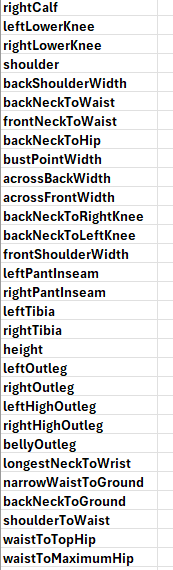 rightCalf
leftLowerKnee
rightLowerKnee
shoulder
backShoulderWidth
backNeckToWaist
frontNeckToWaist
backNeckToHip
bustPointWidth
acrossBackWidth
acrossFrontWidth
backNeckToRightKnee
backNeckToLeftKnee
frontShoulderWidth
leftPantInseam
rightPantInseam
leftTibia
rightTibia
height
leftOutleg
rightOutleg
leftHighOutleg
rightHighOutleg
bellyOutleg
longestNeckToWrist
narrowWaistToGround
backNeckToGround
shoulderToWaist
waistToTopHip
waistToMaximumHip